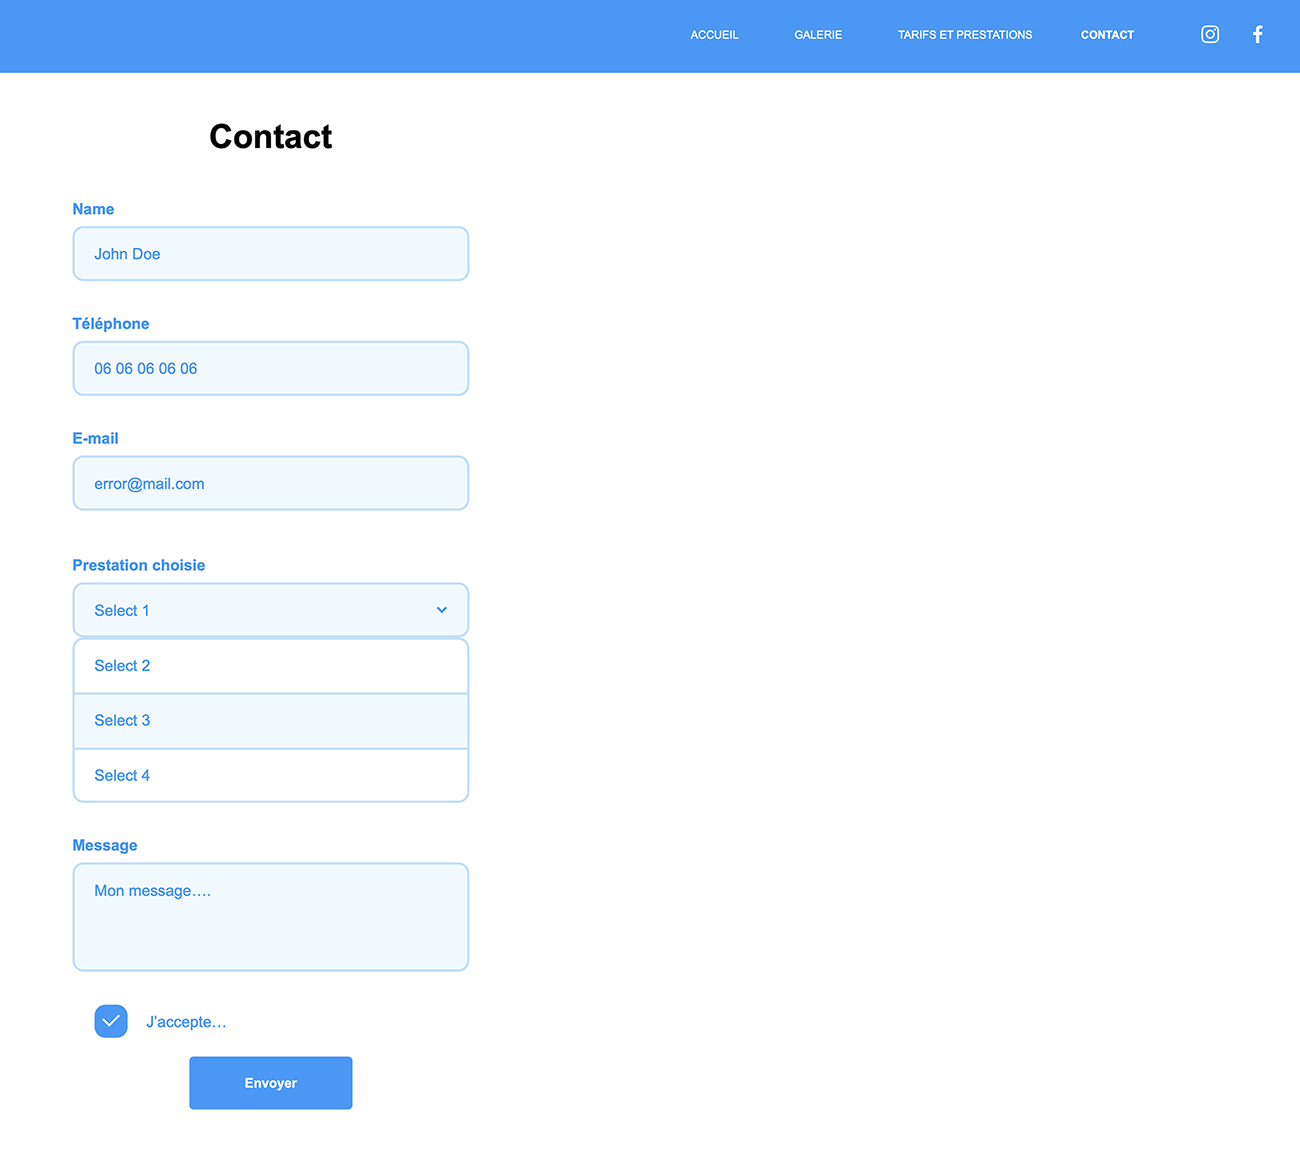 ACCUEIL GALERIE TARIFS ET PRESTATIONS CONTACT
Contact
Name
John Doe
Téléphone
06 06 06 06 06
E-mail
error@mail.com
Prestation choisie
Select 1
Select 2
Select 3
Select 4
Message
Mon message....
J'accepte...
Envoyer